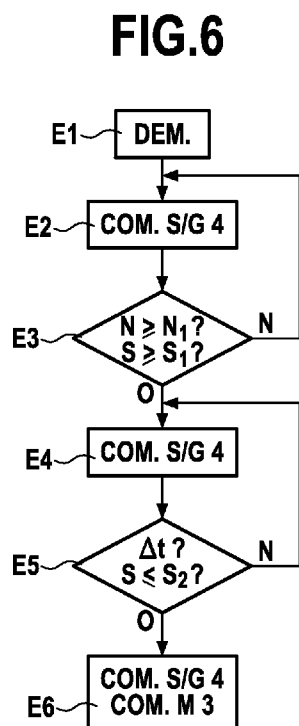 FIG.6
E1 DEM.
E2 COM. S/G 4
N ≥ N₁ ? N
E3 S ≥ S₁ ?
O
E4 COM. S/G 4
Δt ? N
E5 S ≤ S₂ ?
O
COM. S/G 4
E6 COM. M 3